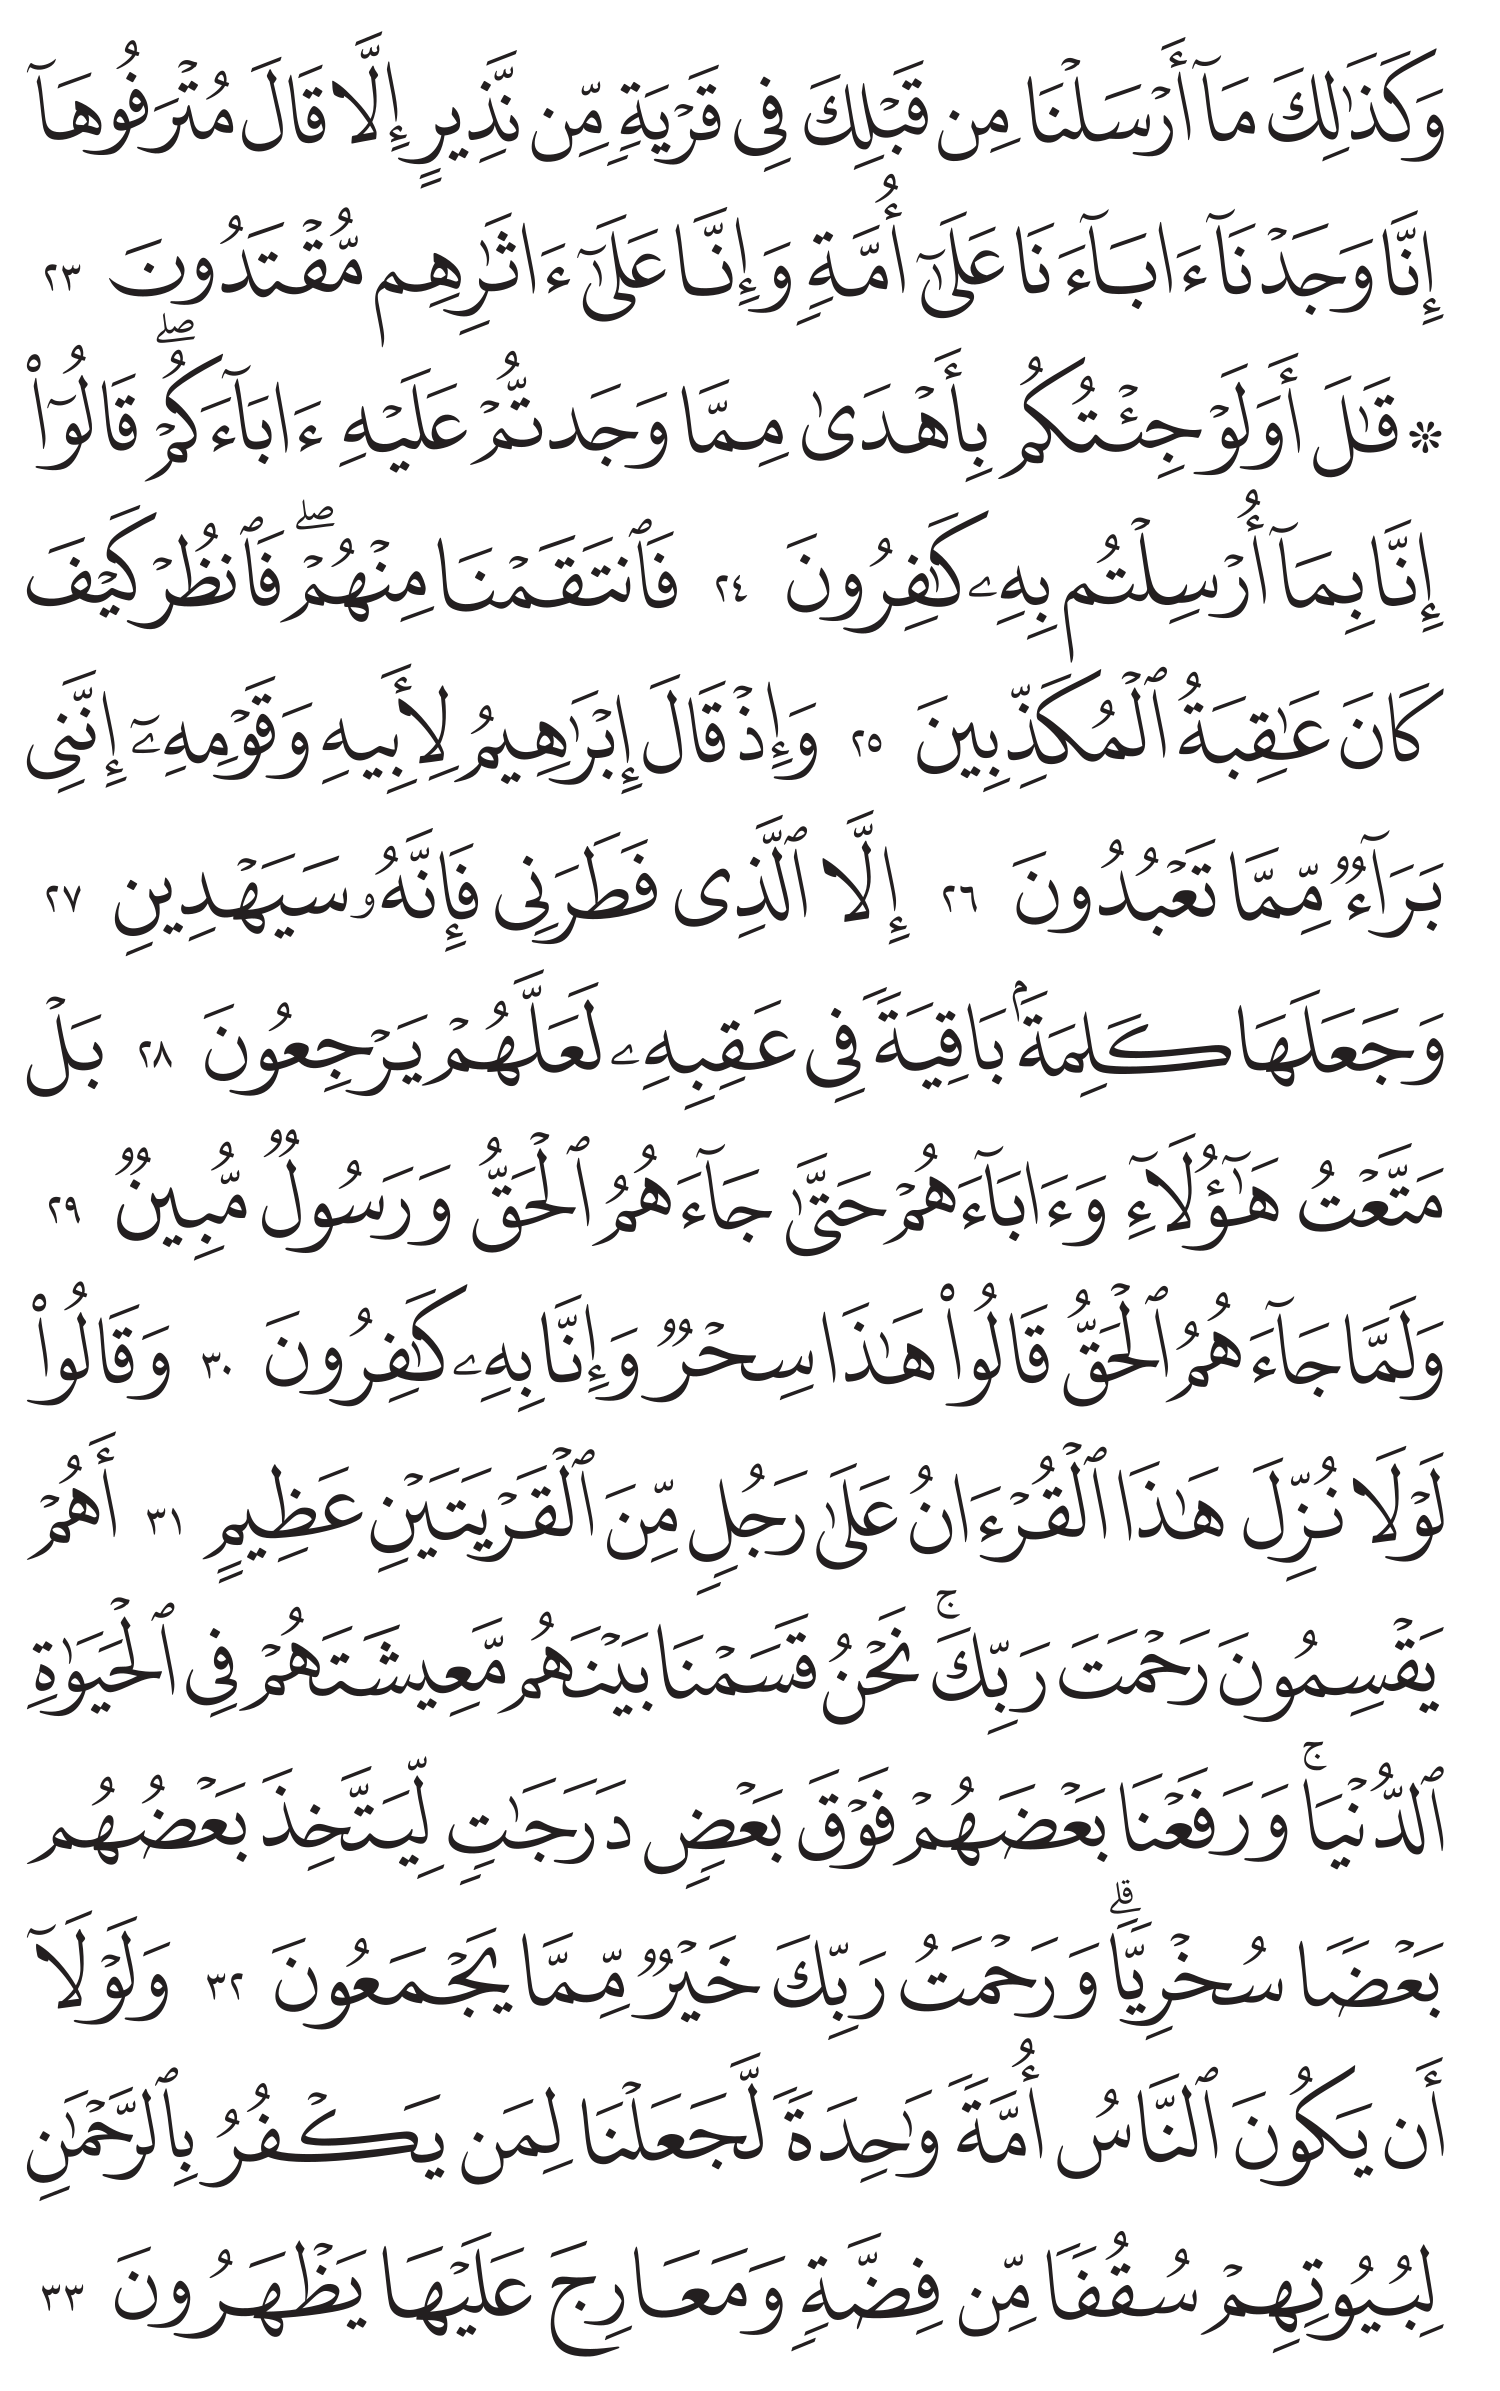 وَكَذَٰلِكَ مَآ أَرۡسَلۡنَا مِن قَبۡلِكَ فِي قَرۡيَةٖ مِّن نَّذِيرٍ إِلَّا قَالَ مُتۡرَفُوهَآ
إِنَّا وَجَدۡنَآ ءَابَآءَنَا عَلَىٰٓ أُمَّةٖ وَإِنَّا عَلَىٰٓ ءَاثَٰرِهِم مُّقۡتَدُونَ ٢٣
۞ قَٰلَ أَوَلَوۡ جِئۡتُكُم بِأَهۡدَىٰ مِمَّا وَجَدتُّمۡ عَلَيۡهِ ءَابَآءَكُمۡۖ قَالُوٓاْ
إِنَّا بِمَآ أُرۡسِلۡتُم بِهِۦ كَٰفِرُونَ ٢٤ فَٱنتَقَمۡنَا مِنۡهُمۡۖ فَٱنظُرۡ كَيۡفَ
كَانَ عَٰقِبَةُ ٱلۡمُكَذِّبِينَ ٢٥ وَإِذۡ قَالَ إِبۡرَٰهِيمُ لِأَبِيهِ وَقَوۡمِهِۦٓ إِنَّنِي
بَرَآءٞ مِّمَّا تَعۡبُدُونَ ٢٦ إِلَّا ٱلَّذِي فَطَرَنِي فَإِنَّهُۥ سَيَهۡدِينِ ٢٧
وَجَعَلَهَا كَلِمَةَۢ بَاقِيَةٗ فِي عَقِبِهِۦ لَعَلَّهُمۡ يَرۡجِعُونَ ٢٨ بَلۡ
مَتَّعۡتُ هَٰٓؤُلَآءِ وَءَابَآءَهُمۡ حَتَّىٰ جَآءَهُمُ ٱلۡحَقُّ وَرَسُولٞ مُّبِينٞ ٢٩
وَلَمَّا جَآءَهُمُ ٱلۡحَقُّ قَالُواْ هَٰذَا سِحۡرٞ وَإِنَّا بِهِۦ كَٰفِرُونَ ٣٠ وَقَالُواْ
لَوۡلَا نُزِّلَ هَٰذَا ٱلۡقُرۡءَانُ عَلَىٰ رَجُلٖ مِّنَ ٱلۡقَرۡيَتَيۡنِ عَظِيمٍ ٣١ أَهُمۡ
يَقۡسِمُونَ رَحۡمَتَ رَبِّكَۚ نَحۡنُ قَسَمۡنَا بَيۡنَهُم مَّعِيشَتَهُمۡ فِي ٱلۡحَيَوٰةِ
ٱلدُّنۡيَاۚ وَرَفَعۡنَا بَعۡضَهُمۡ فَوۡقَ بَعۡضٖ دَرَجَٰتٖ لِّيَتَّخِذَ بَعۡضُهُم
بَعۡضٗا سُخۡرِيّٗاۗ وَرَحۡمَتُ رَبِّكَ خَيۡرٞ مِّمَّا يَجۡمَعُونَ ٣٢ وَلَوۡلَآ
أَن يَكُونَ ٱلنَّاسُ أُمَّةٗ وَٰحِدَةٗ لَّجَعَلۡنَا لِمَن يَكۡفُرُ بِٱلرَّحۡمَٰنِ
لِبُيُوتِهِمۡ سُقُفٗا مِّن فِضَّةٖ وَمَعَارِجَ عَلَيۡهَا يَظۡهَرُونَ ٣٣